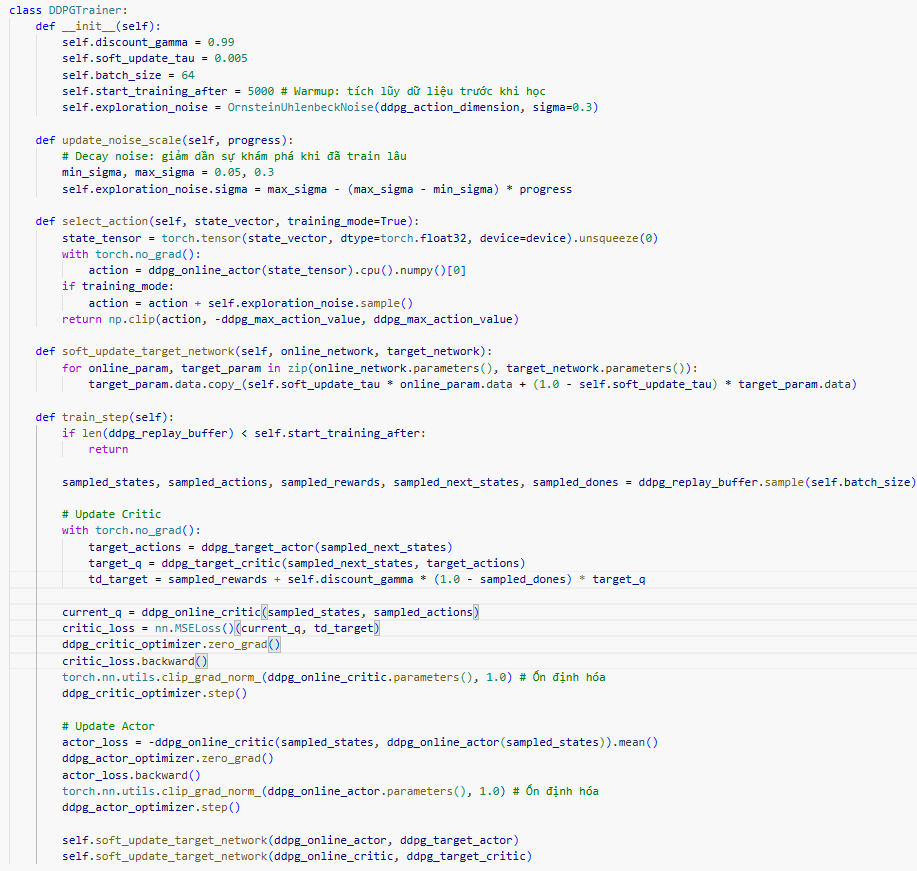 class DDPGTrainer:
    def __init__(self):
        self.discount_gamma = 0.99
        self.soft_update_tau = 0.005
        self.batch_size = 64
        self.start_training_after = 5000 # Warmup: tích lũy dữ liệu trước khi học
        self.exploration_noise = OrnsteinUhlenbeckNoise(ddpg_action_dimension, sigma=0.3)

    def update_noise_scale(self, progress):
        # Decay noise: giảm dần sự khám phá khi đã train lâu
        min_sigma, max_sigma = 0.05, 0.3
        self.exploration_noise.sigma = max_sigma - (max_sigma - min_sigma) * progress

    def select_action(self, state_vector, training_mode=True):
        state_tensor = torch.tensor(state_vector, dtype=torch.float32, device=device).unsqueeze(0)
        with torch.no_grad():
            action = ddpg_online_actor(state_tensor).cpu().numpy()[0]
        if training_mode:
            action = action + self.exploration_noise.sample()
        return np.clip(action, -ddpg_max_action_value, ddpg_max_action_value)

    def soft_update_target_network(self, online_network, target_network):
        for online_param, target_param in zip(online_network.parameters(), target_network.parameters()):
            target_param.data.copy_(self.soft_update_tau * online_param.data + (1.0 - self.soft_update_tau) * target_param.data)

    def train_step(self):
        if len(ddpg_replay_buffer) < self.start_training_after:
            return

        sampled_states, sampled_actions, sampled_rewards, sampled_next_states, sampled_dones = ddpg_replay_buffer.sample(self.batch_size)

        # Update Critic
        with torch.no_grad():
            target_actions = ddpg_target_actor(sampled_next_states)
            target_q = ddpg_target_critic(sampled_next_states, target_actions)
            td_target = sampled_rewards + self.discount_gamma * (1.0 - sampled_dones) * target_q

        current_q = ddpg_online_critic(sampled_states, sampled_actions)
        critic_loss = nn.MSELoss()(current_q, td_target)
        ddpg_critic_optimizer.zero_grad()
        critic_loss.backward()
        torch.nn.utils.clip_grad_norm_(ddpg_online_critic.parameters(), 1.0) # Ổn định hóa
        ddpg_critic_optimizer.step()

        # Update Actor
        actor_loss = -ddpg_online_critic(sampled_states, ddpg_online_actor(sampled_states)).mean()
        ddpg_actor_optimizer.zero_grad()
        actor_loss.backward()
        torch.nn.utils.clip_grad_norm_(ddpg_online_actor.parameters(), 1.0) # Ổn định hóa
        ddpg_actor_optimizer.step()

        self.soft_update_target_network(ddpg_online_actor, ddpg_target_actor)
        self.soft_update_target_network(ddpg_online_critic, ddpg_target_critic)